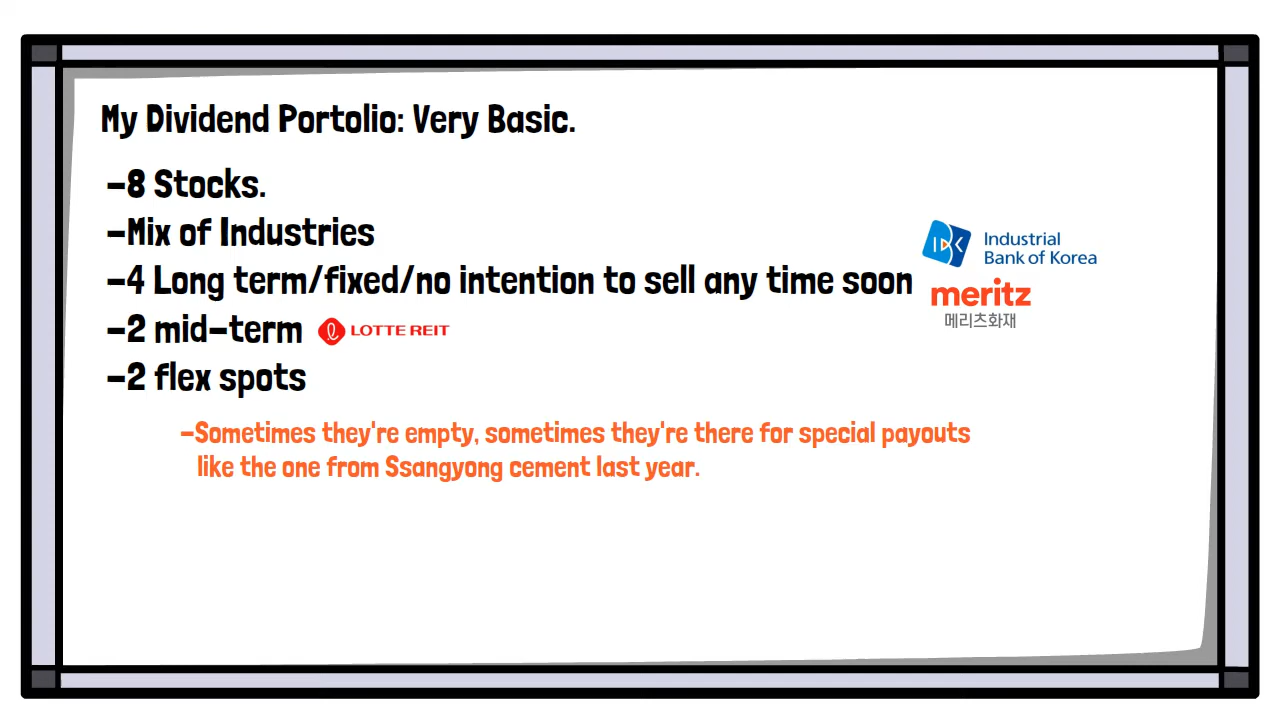 My Dividend Portolio: Very Basic.
-8 Stocks.
-Mix of Industries
-4 Long term/fixed/no intention to sell any time soon
IBK Industrial
Bank of Korea
meritz
메리츠화재
-2 mid-term LOTTE REIT
-2 flex spots
-Sometimes they're empty, sometimes they're there for special payouts
like the one from Ssangyong cement last year.